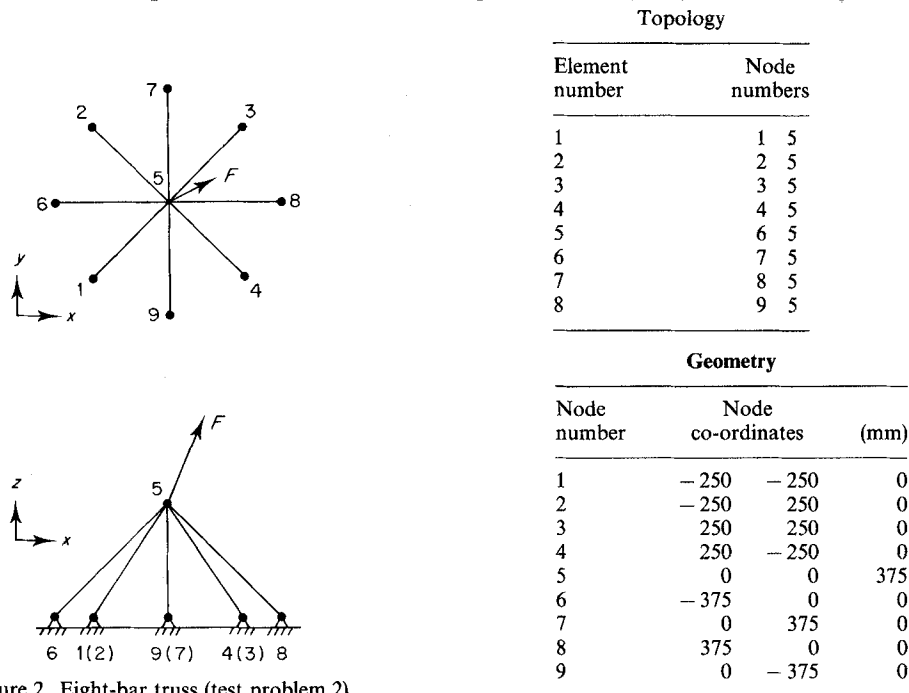 7
2
3
5
F
6
8
y
1
4
x
9
F
5
z
x
6 1(2) 9(7) 4(3) 8
ure 2. Eight-bar truss (test problem 2)
Topology
Element number Node numbers
1 1 5
2 2 5
3 3 5
4 4 5
5 6 5
6 7 5
7 8 5
8 9 5
Geometry
Node number Node co-ordinates (mm)
1 −250 −250 0
2 −250 250 0
3 250 250 0
4 250 −250 0
5 0 0 375
6 −375 0 0
7 0 375 0
8 375 0 0
9 0 −375 0